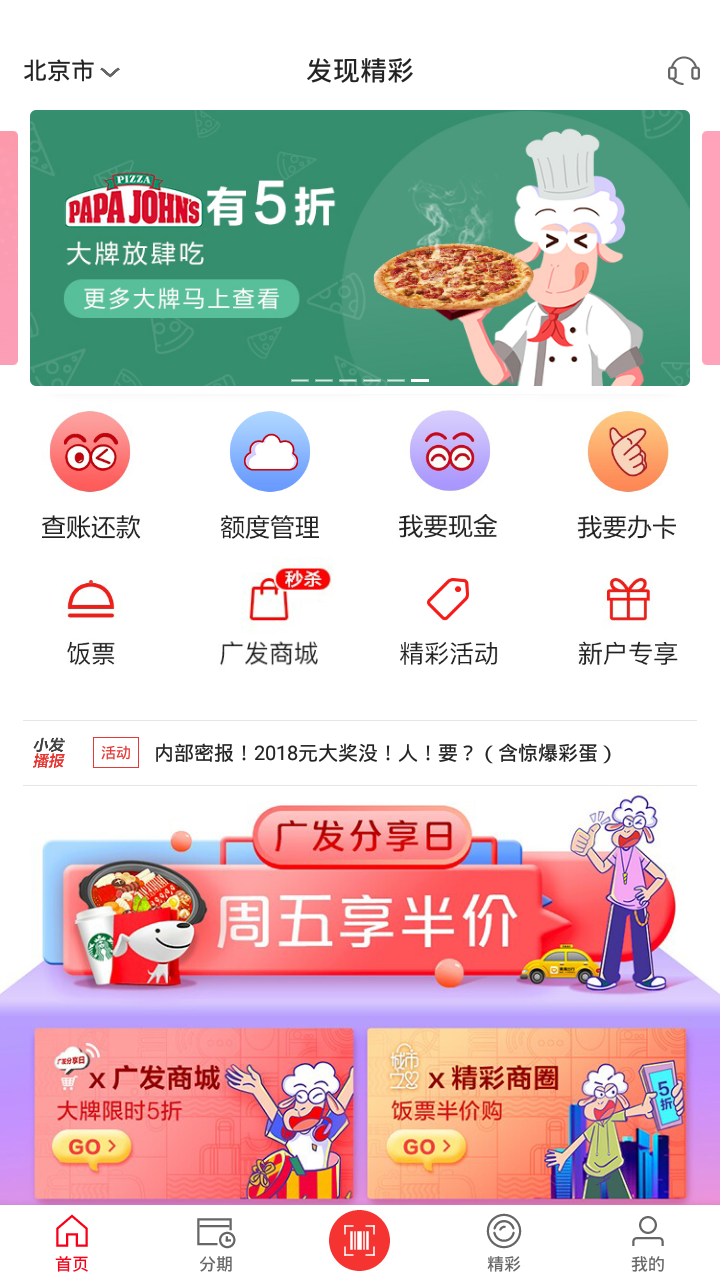 北京市
发现精彩
PIZZA
PAPA JOHN'S 有5折
大牌放肆吃
更多大牌马上查看
查账还款
额度管理
我要现金
我要办卡
秒杀
饭票
广发商城
精彩活动
新户专享
小发
播报
活动
内部密报！2018元大奖没！人！要？（含惊爆彩蛋）
广发分享日
周五享半价
广发分享日
x 广发商城
大牌限时5折
GO >
城市
x 精彩商圈
饭票半价购
GO >
5折
首页
分期
精彩
我的